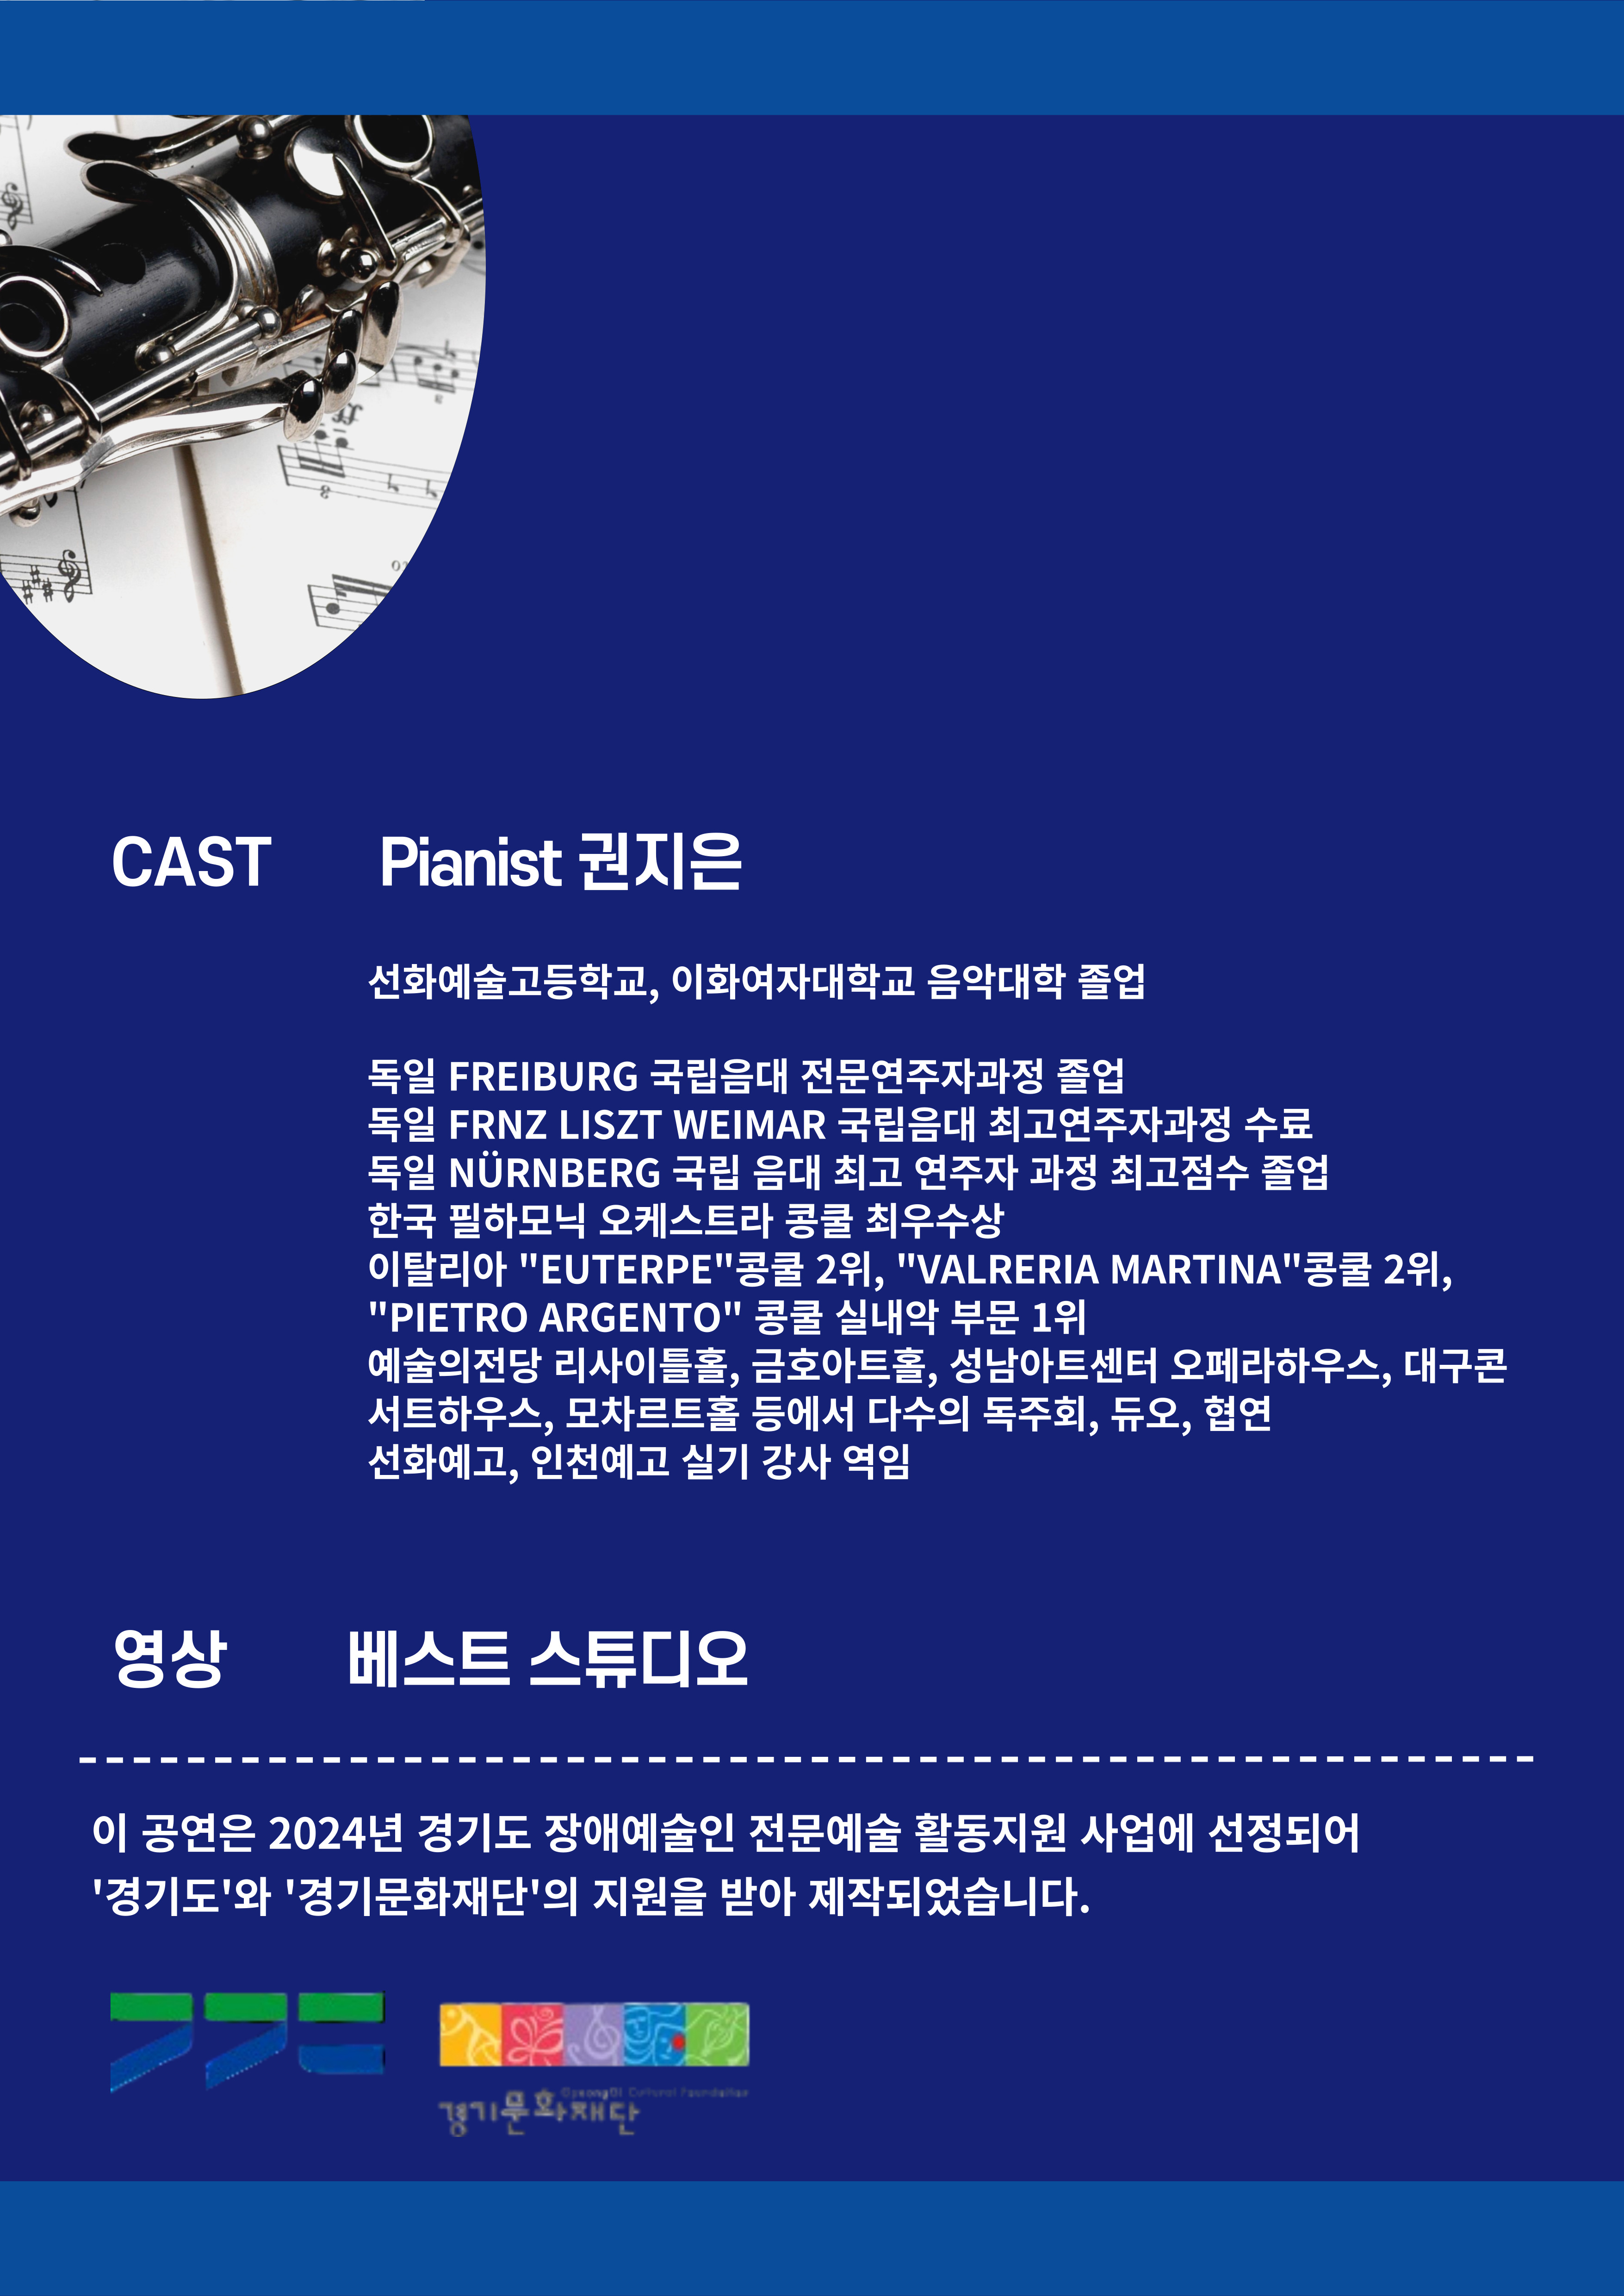 CAST Pianist 권지은
선화예술고등학교, 이화여자대학교 음악대학 졸업
독일 FREIBURG 국립음대 전문연주자과정 졸업
독일 FRNZ LISZT WEIMAR 국립음대 최고연주자과정 수료
독일 NÜRNBERG 국립 음대 최고 연주자 과정 최고점수 졸업
한국 필하모닉 오케스트라 콩쿨 최우수상
이탈리아 "EUTERPE"콩쿨 2위, "VALRERIA MARTINA"콩쿨 2위,
"PIETRO ARGENTO" 콩쿨 실내악 부문 1위
예술의전당 리사이틀홀, 금호아트홀, 성남아트센터 오페라하우스, 대구콘
서트하우스, 모차르트홀 등에서 다수의 독주회, 듀오, 협연
선화예고, 인천예고 실기 강사 역임
영상 베스트 스튜디오
이 공연은 2024년 경기도 장애예술인 전문예술 활동지원 사업에 선정되어
'경기도'와 '경기문화재단'의 지원을 받아 제작되었습니다.
GyeongGi Cultural Foundation
경기문화재단